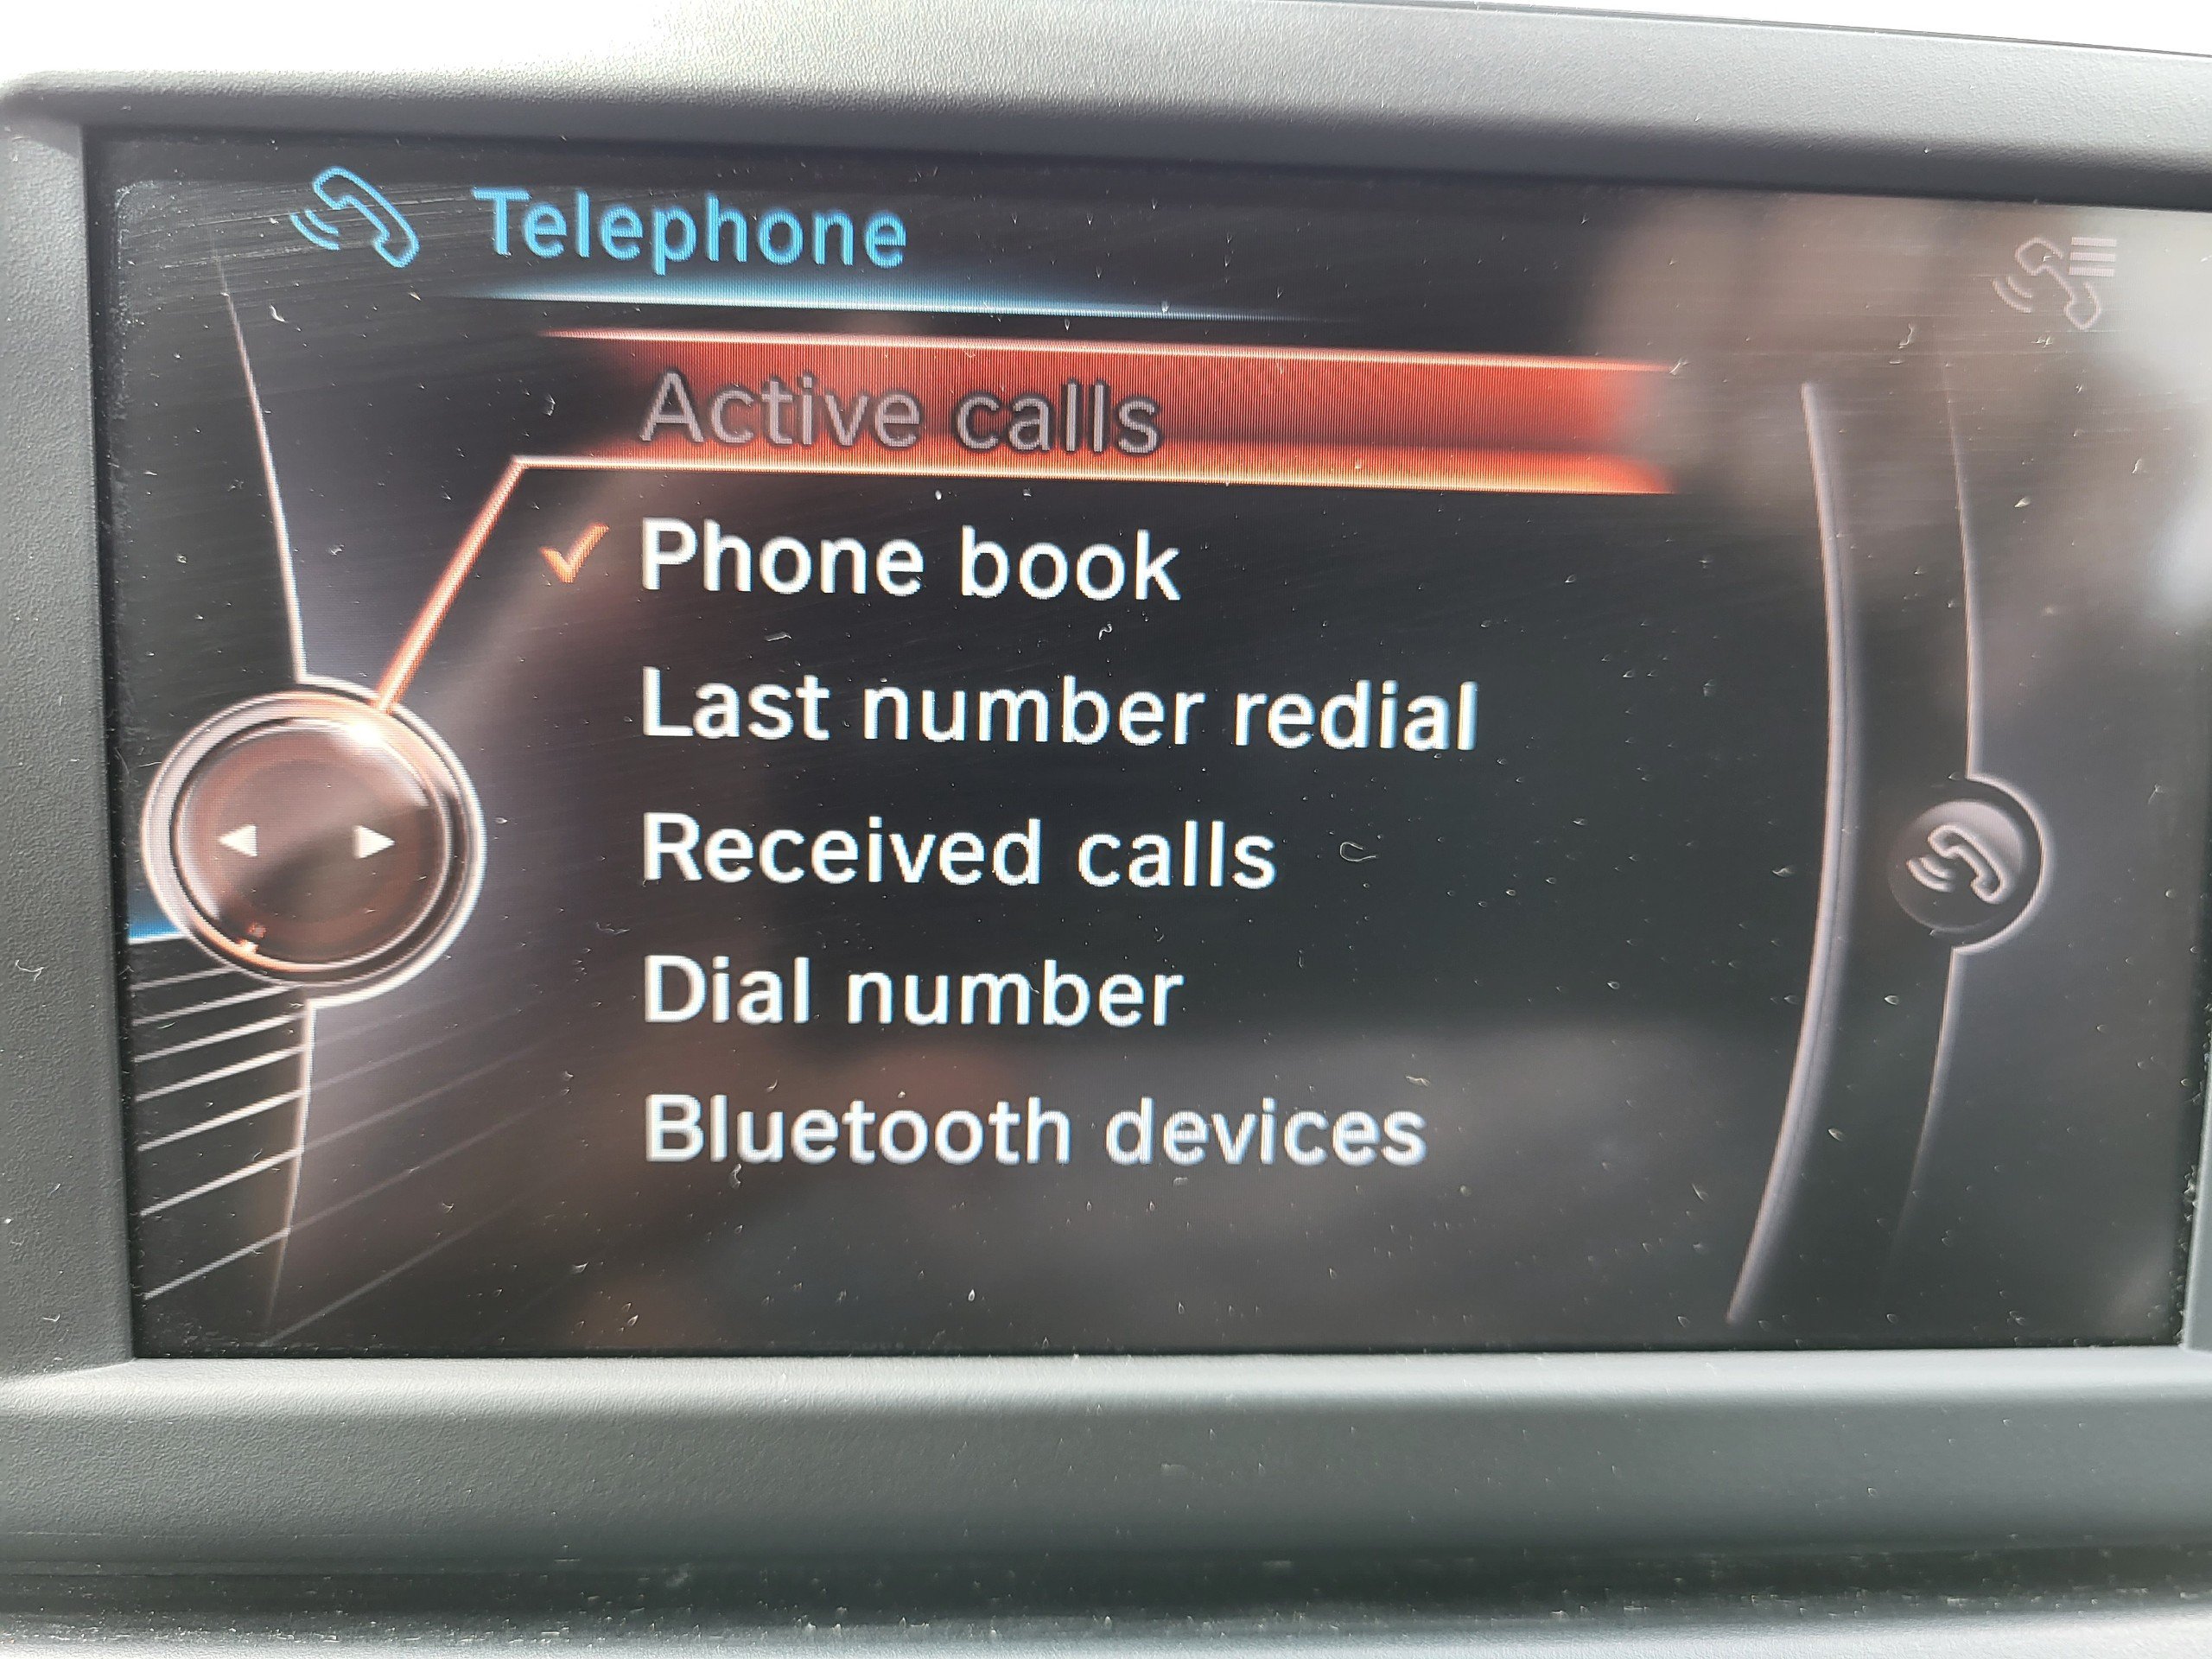 Telephone
Active calls
Phone book
Last number redial
Received calls
Dial number
Bluetooth devices